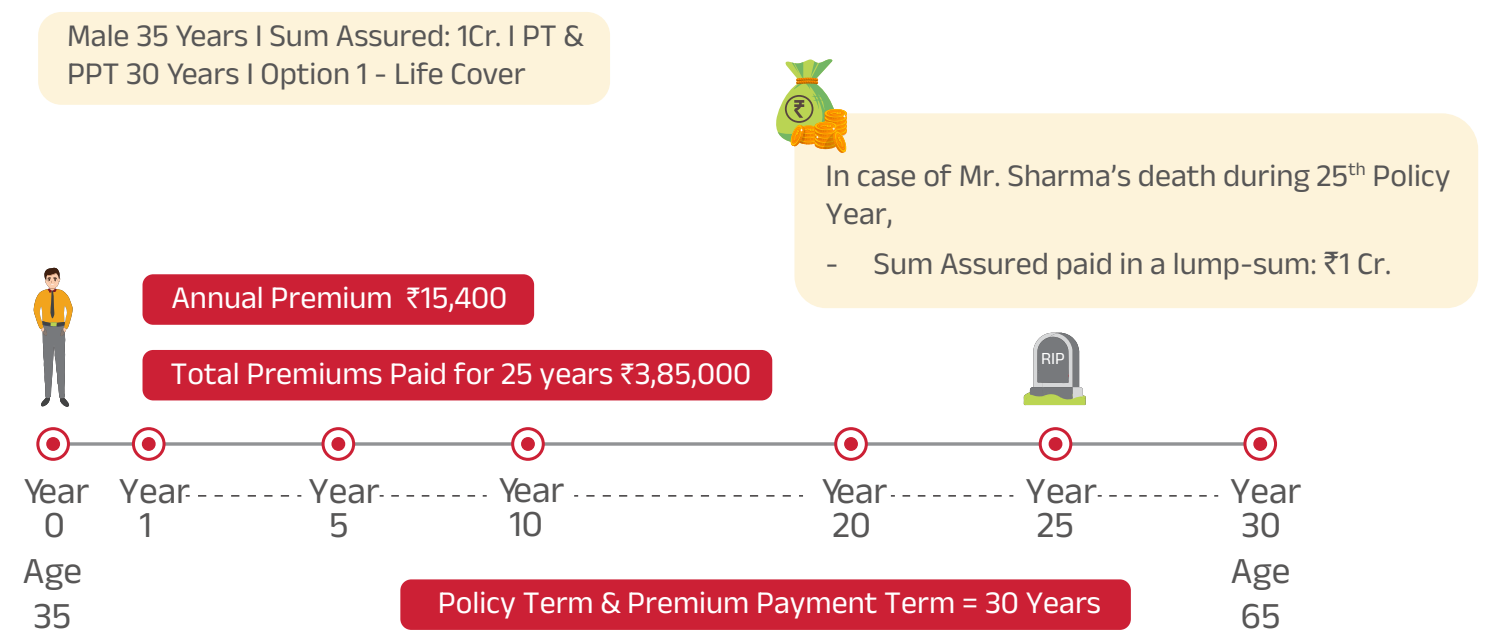 Male 35 Years I Sum Assured: 1Cr. I PT &
PPT 30 Years I Option 1 - Life Cover
₹
In case of Mr. Sharma’s death during 25th Policy
Year,
- Sum Assured paid in a lump-sum: ₹1 Cr.
Annual Premium ₹15,400
Total Premiums Paid for 25 years ₹3,85,000
RIP
Year Year Year Year Year Year Year
0 1 5 10 20 25 30
Age Age
35 65
Policy Term & Premium Payment Term = 30 Years